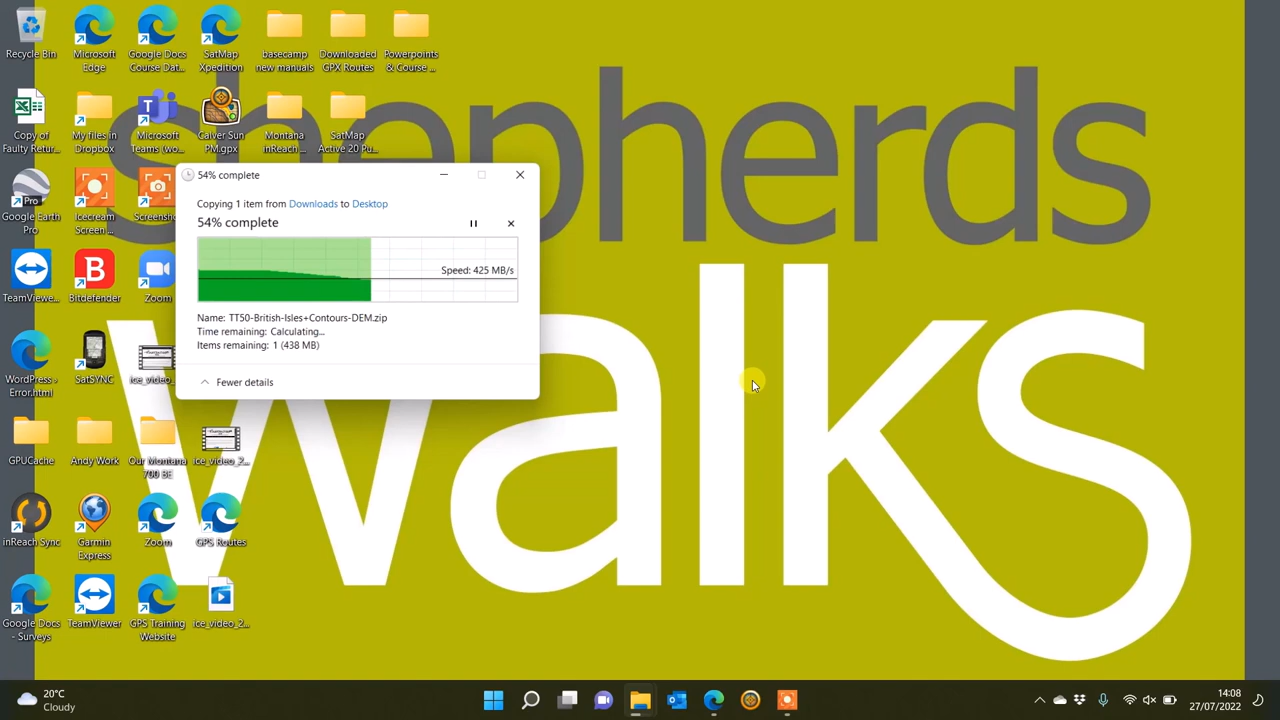 shepherds
walks
Recycle Bin
Microsoft
Edge
Google Docs
Course Dat...
SatMap
Xpedition
basecamp
new manuals
Downloaded
GPX Routes
Powerpoints
& Course ...
Copy of
Faulty Retur...
My files in
Dropbox
Microsoft
Teams (wo...
Calver Sun
PM.gpx
Montana
inReach ...
SatMap
Active 20 Pu...
Pro
Google Earth
Pro
Icecream
Screen ...
Screensho
TeamViewe...
Bitdefender
Zoom
WordPress ›
Error.html
SatSYNC
ice_video_
GPUCache
Andy Work
Our Montana
700 BE
ice_video_2...
inReach Sync
Garmin
Express
Zoom
GPS Routes
Google Docs
- Surveys
TeamViewer
GPS Training
Website
ice_video_2...
54% complete
Copying 1 item from Downloads to Desktop
54% complete
Speed: 425 MB/s
Name: TT50-British-Isles+Contours-DEM.zip
Time remaining: Calculating...
Items remaining: 1 (438 MB)
Fewer details
20°C
Cloudy
14:08
27/07/2022